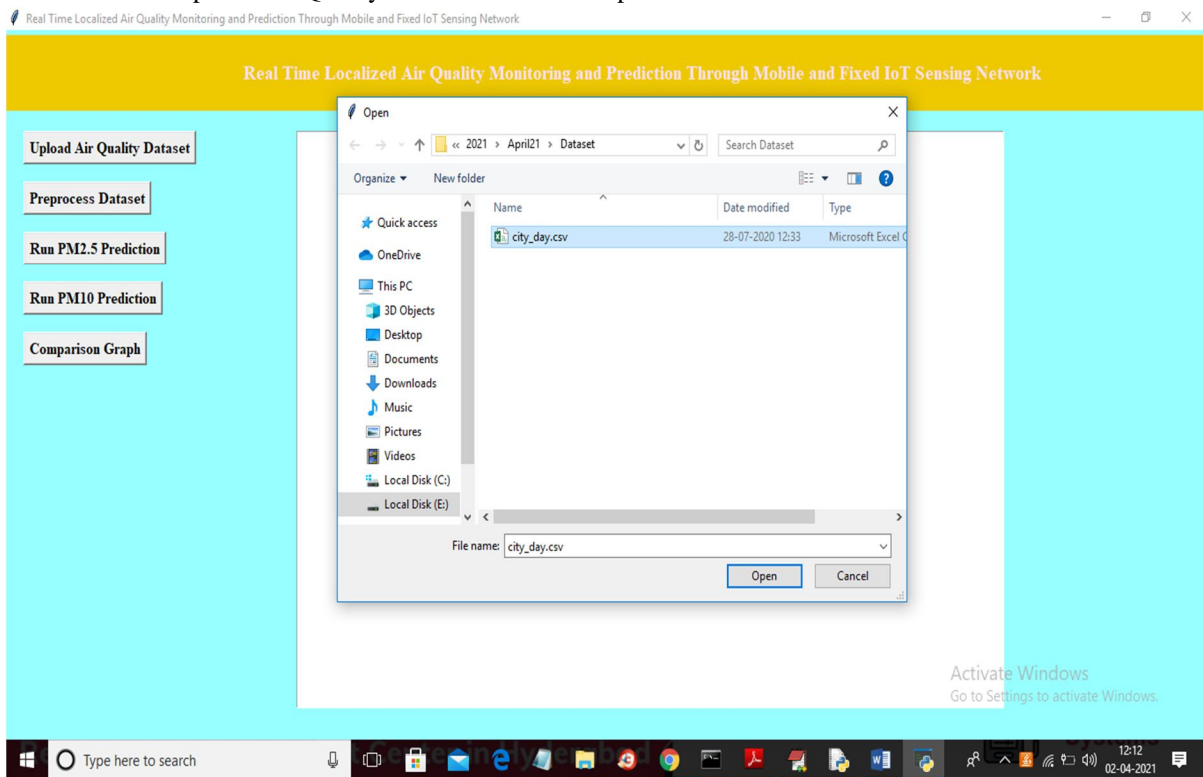 Real Time Localized Air Quality Monitoring and Prediction Through Mobile and Fixed IoT Sensing Network
Real Time Localized Air Quality Monitoring and Prediction Through Mobile and Fixed IoT Sensing Network
Open
« 2021 › April21 › Dataset
Search Dataset
Organize
New folder
Name
Date modified
Type
Quick access
city_day.csv
28-07-2020 12:33
Microsoft Excel C
OneDrive
This PC
3D Objects
Desktop
Documents
Downloads
Music
Pictures
Videos
Local Disk (C:)
Local Disk (E:)
File name: city_day.csv
Open
Cancel
Upload Air Quality Dataset
Preprocess Dataset
Run PM2.5 Prediction
Run PM10 Prediction
Comparison Graph
Activate Windows
Go to Settings to activate Windows.
Type here to search
12:12
02-04-2021